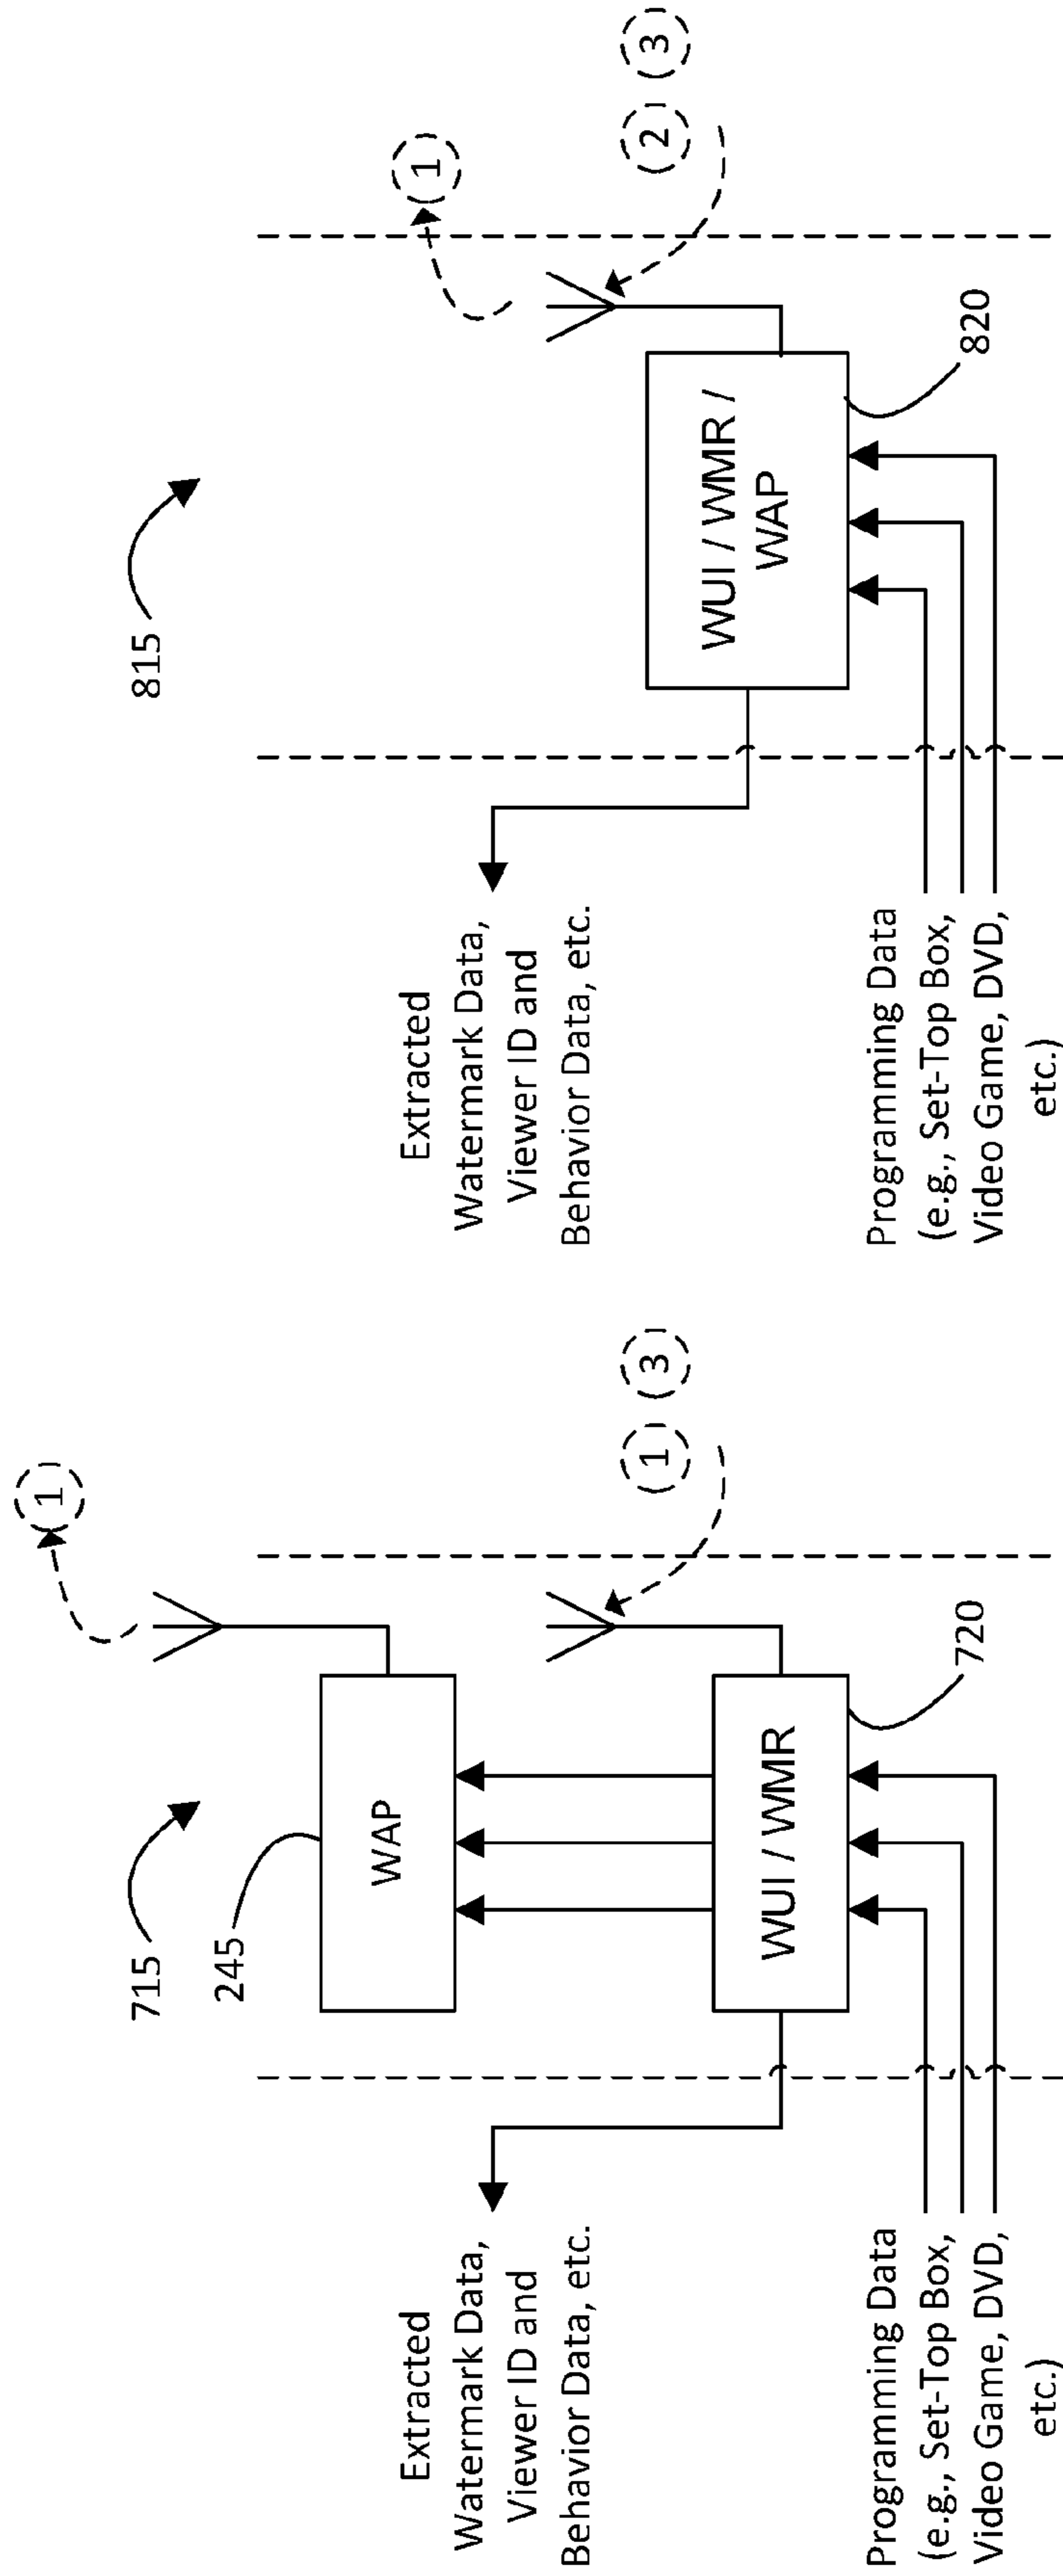 715
245
WAP
1
Extracted
Watermark Data,
Viewer ID and
Behavior Data, etc.
WUI / WMR
1
3
720
Programming Data
(e.g., Set-Top Box,
Video Game, DVD,
etc.)
815
1
Extracted
Watermark Data,
Viewer ID and
Behavior Data, etc.
WUI / WMR /
WAP
2
3
820
Programming Data
(e.g., Set-Top Box,
Video Game, DVD,
etc.)